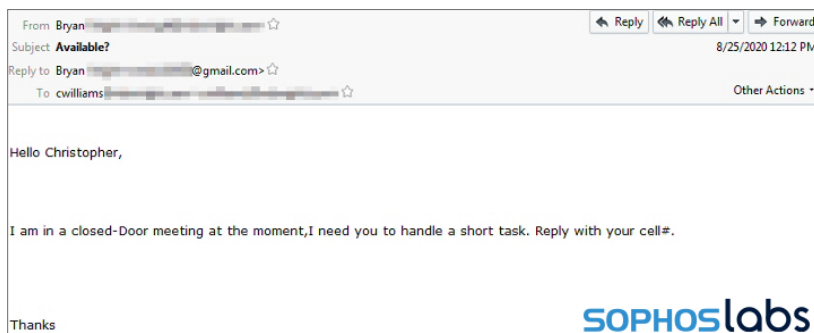 From Bryan
Reply Reply All Forward
Subject Available?
8/25/2020 12:12 PM
Reply to Bryan @gmail.com>
To cwilliams
Other Actions
Hello Christopher,
I am in a closed-Door meeting at the moment,I need you to handle a short task. Reply with your cell#.
Thanks
SOPHOSlabs